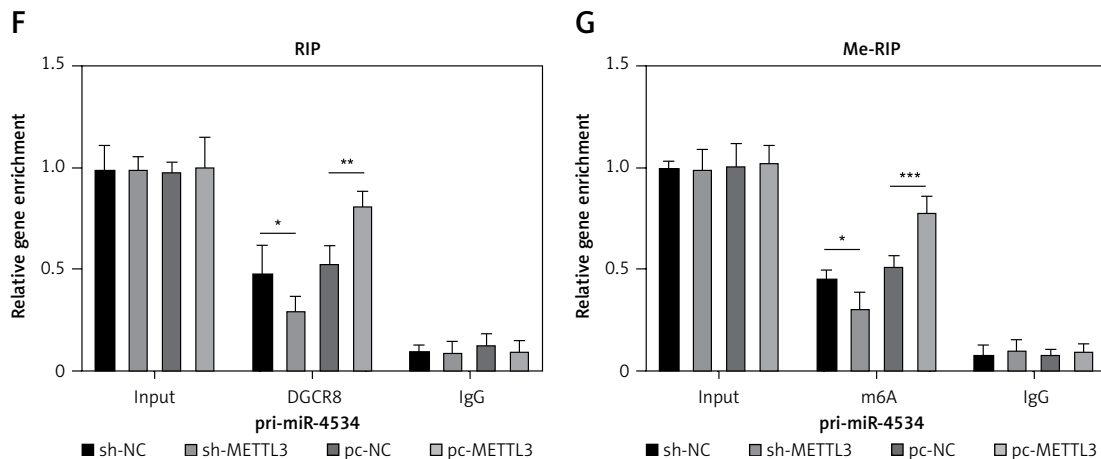 F
RIP
Relative gene enrichment
1.5
1.0
0.5
0
*
**
Input
DGCR8
IgG
pri-miR-4534
sh-NC
sh-METTL3
pc-NC
pc-METTL3
G
Me-RIP
Relative gene enrichment
1.5
1.0
0.5
0
*
***
Input
m6A
IgG
pri-miR-4534
sh-NC
sh-METTL3
pc-NC
pc-METTL3